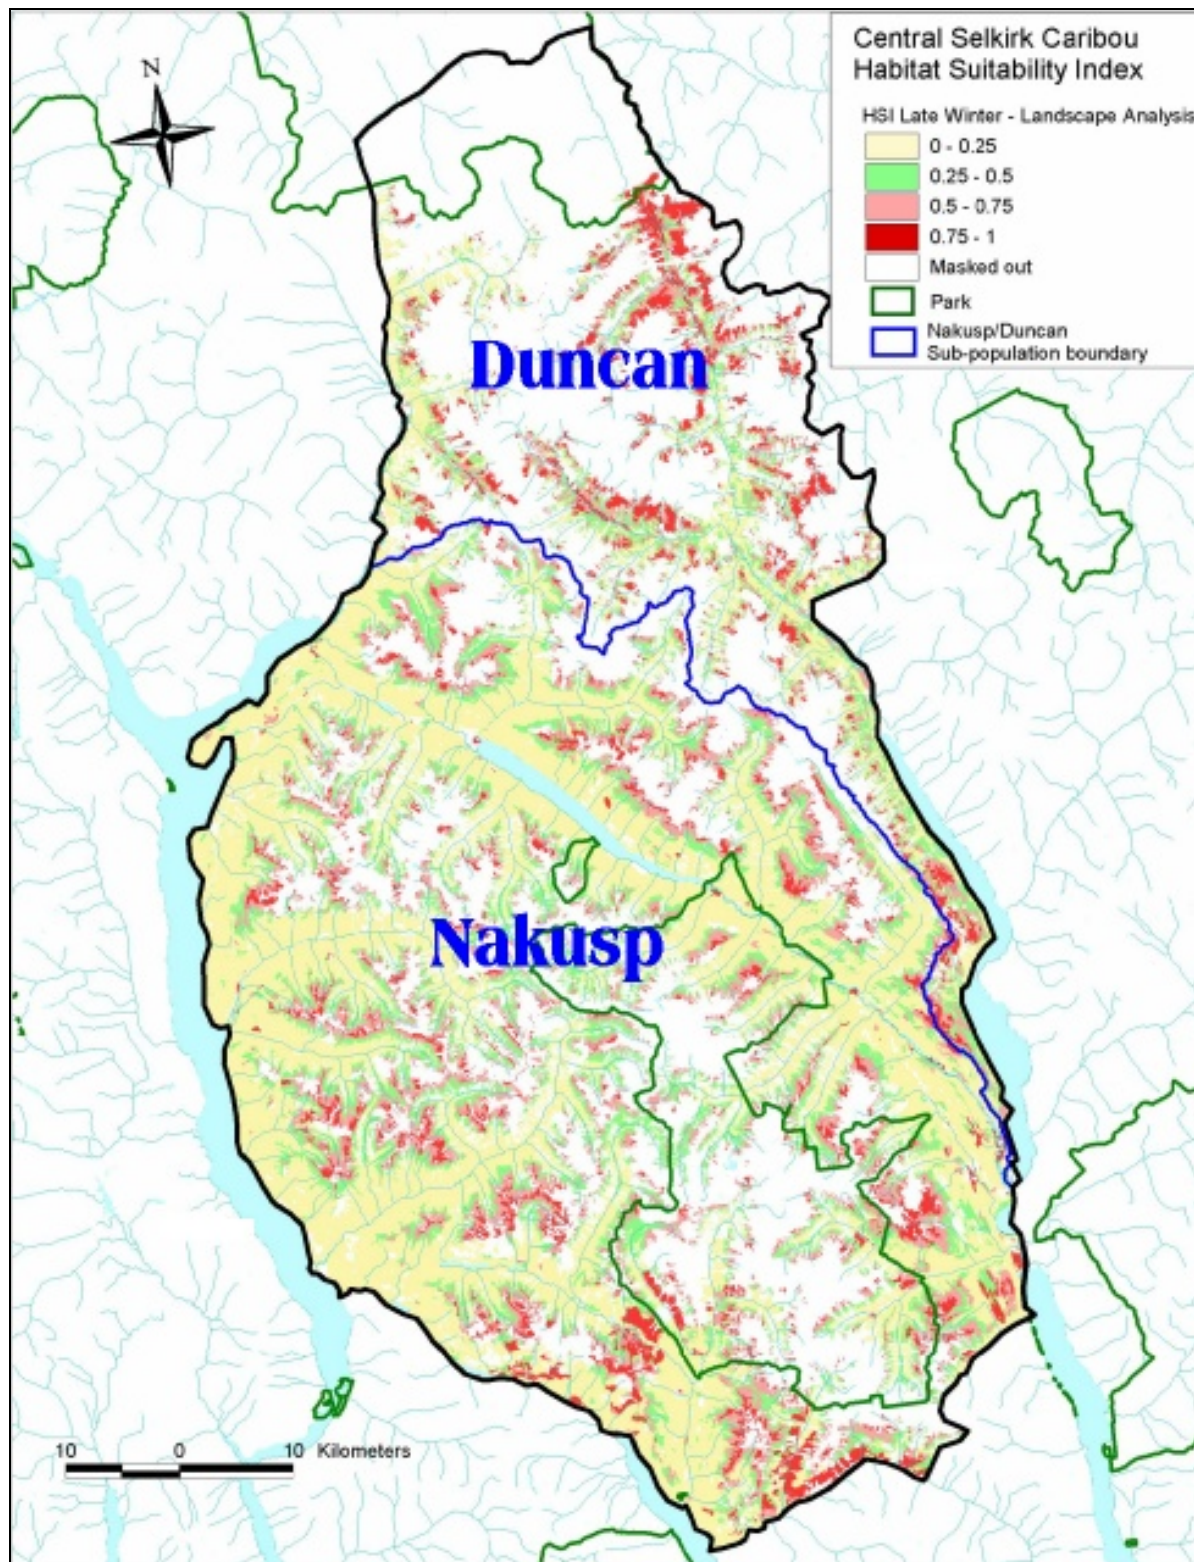 Central Selkirk Caribou
Habitat Suitability Index
HSI Late Winter - Landscape Analysis
0 - 0.25
0.25 - 0.5
0.5 - 0.75
0.75 - 1
Masked out
Park
Nakusp/Duncan
Sub-population boundary
N
Duncan
Nakusp
10 0 10 Kilometers